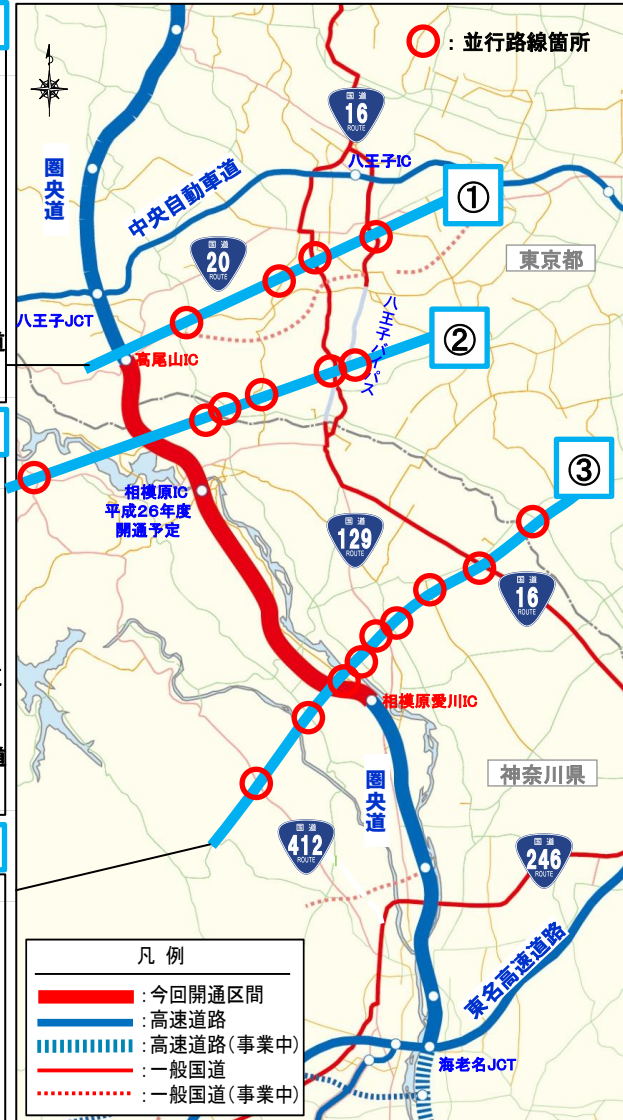 ：並行路線箇所
国道
16
ROUTE
八王子IC
圏央道
中央自動車道
①
国道
20
ROUTE
東京都
八王子JCT
八王子バイパス
②
道
高尾山IC
③
相模原IC
平成26年度
開通予定
国道
129
ROUTE
国道
16
ROUTE
相模原愛川IC
神奈川県
圏央道
国道
412
ROUTE
国道
246
ROUTE
東名高速道路
海老名JCT
凡 例
：今回開通区間
：高速道路
：高速道路(事業中)
：一般国道
：一般国道(事業中)